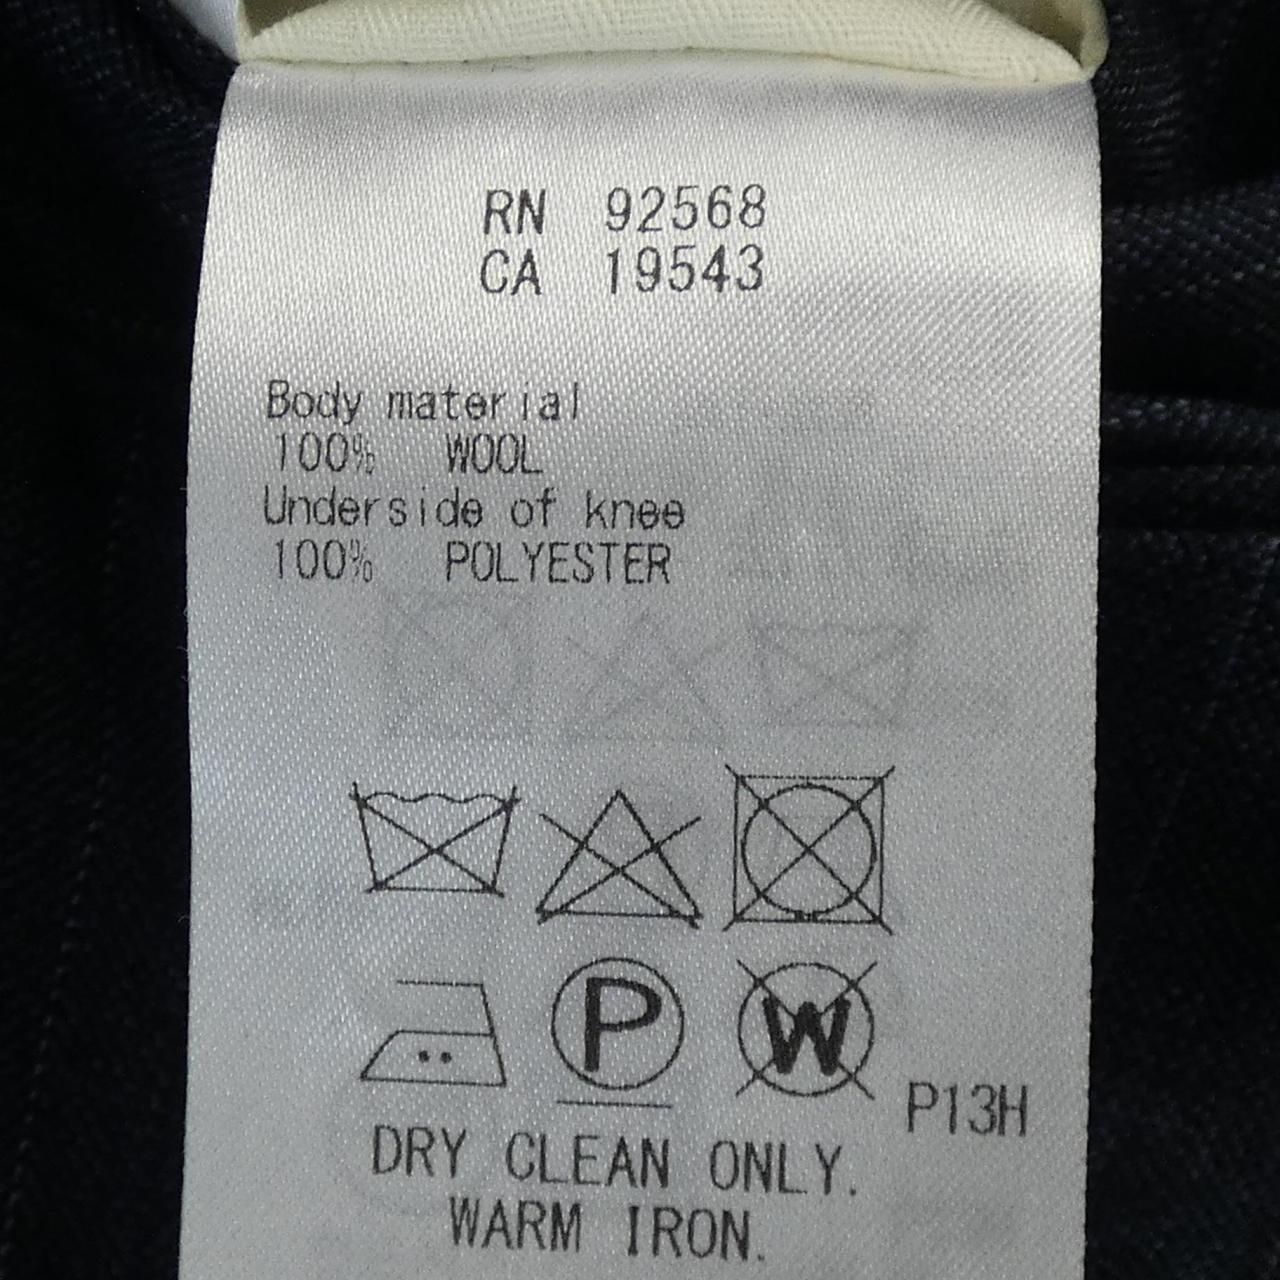 RN 92568
CA 19543
Body material
100% WOOL
Underside of knee
100% POLYESTER
P
W
P13H
DRY CLEAN ONLY.
WARM IRON.